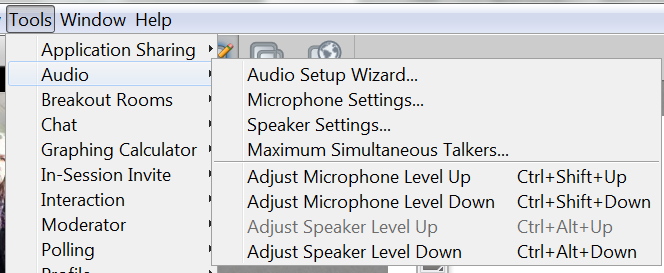 Tools Window Help
Application Sharing
Audio
Breakout Rooms
Chat
Graphing Calculator
In-Session Invite
Interaction
Moderator
Polling
Profile
Audio Setup Wizard...
Microphone Settings...
Speaker Settings...
Maximum Simultaneous Talkers...
Adjust Microphone Level Up Ctrl+Shift+Up
Adjust Microphone Level Down Ctrl+Shift+Down
Adjust Speaker Level Up Ctrl+Alt+Up
Adjust Speaker Level Down Ctrl+Alt+Down